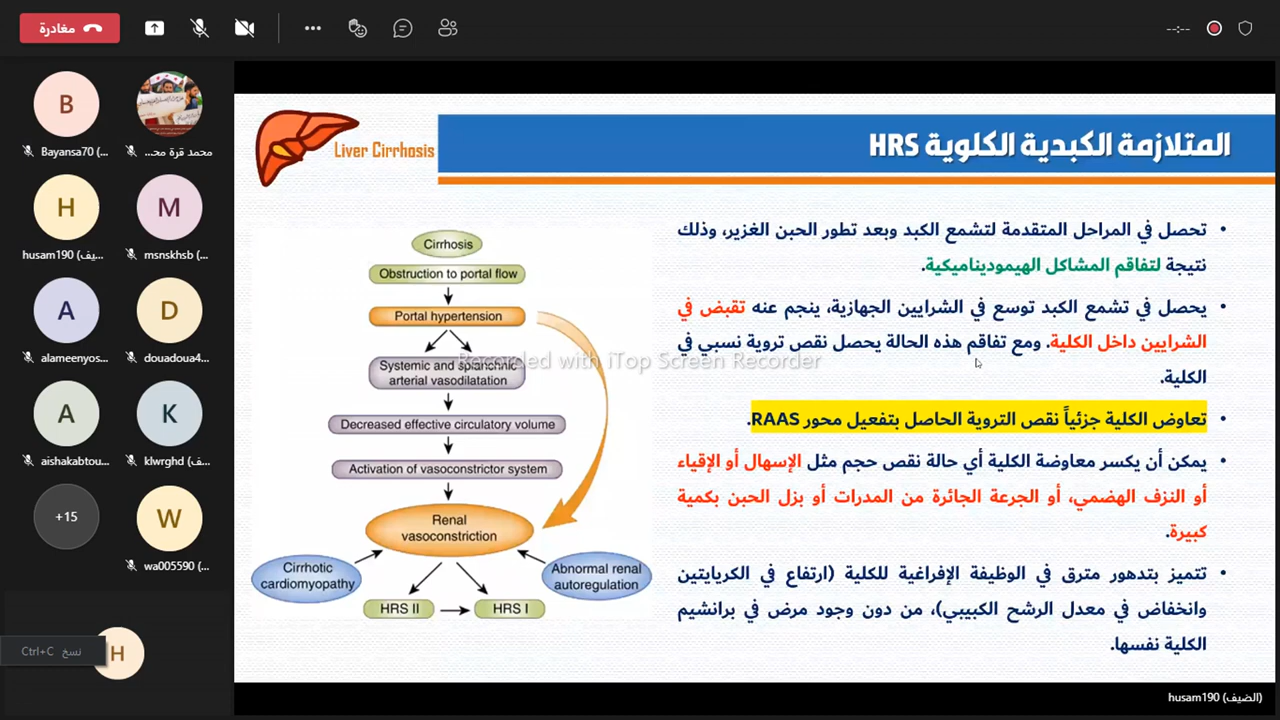 مغادرة
--:--
B
Bayansa70 (...
محمد قرة محـ...
H
husam190 (ضيف)...
M
msnskhsb (...
A
alameenyos...
D
douadoua4...
A
aishakabtou...
K
klwrghd (ف...
+15
W
wa005590 (...
H
نسخ Ctrl+C
Liver Cirrhosis
المتلازمة الكبدية الكلوية HRS
• تحصل في المراحل المتقدمة لتشمع الكبد وبعد تطور الحبن الغزير، وذلك
نتيجة لتفاقم المشاكل الهيموديناميكية.
• يحصل في تشمع الكبد توسع في الشرايين الجهازية، ينجم عنه تقبض في
الشرايين داخل الكلية. ومع تفاقم هذه الحالة يحصل نقص تروية نسبي في
الكلية.
• تعاوض الكلية جزئياً نقص التروية الحاصل بتفعيل محور RAAS.
• يمكن أن يكسر معاوضة الكلية أي حالة نقص حجم مثل الإسهال أو الإقياء
أو النزف الهضمي، أو الجرعة الجائرة من المدرات أو بزل الحبن بكمية
كبيرة.
• تتميز بتدهور مترق في الوظيفة الإفراغية للكلية (ارتفاع في الكرياتينين
وانخفاض في معدل الرشح الكبيبي)، من دون وجود مرض في برانشيم
الكلية نفسها.
Cirrhosis
Obstruction to portal flow
Portal hypertension
Systemic and splanchnic
arterial vasodilatation
Decreased effective circulatory volume
Activation of vasoconstrictor system
Renal
vasoconstriction
Cirrhotic
cardiomyopathy
Abnormal renal
autoregulation
HRS II
HRS I
Recorded with iTop Screen Recorder
husam190 (الضيف)